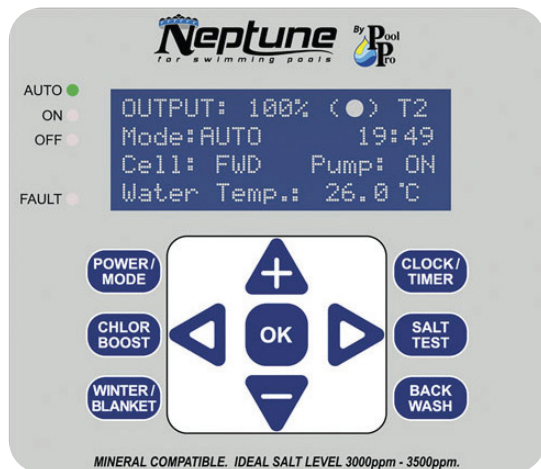 Neptune
for swimming pools
By Pool Pro
AUTO
ON
OFF
FAULT
OUTPUT: 100% (●) T2
Mode:AUTO 19:49
Cell: FWD Pump: ON
Water Temp.: 26.0°C
POWER/
MODE
CLOCK/
TIMER
OK
CHLOR
BOOST
SALT
TEST
WINTER/
BLANKET
BACK
WASH
MINERAL COMPATIBLE. IDEAL SALT LEVEL 3000ppm - 3500ppm.